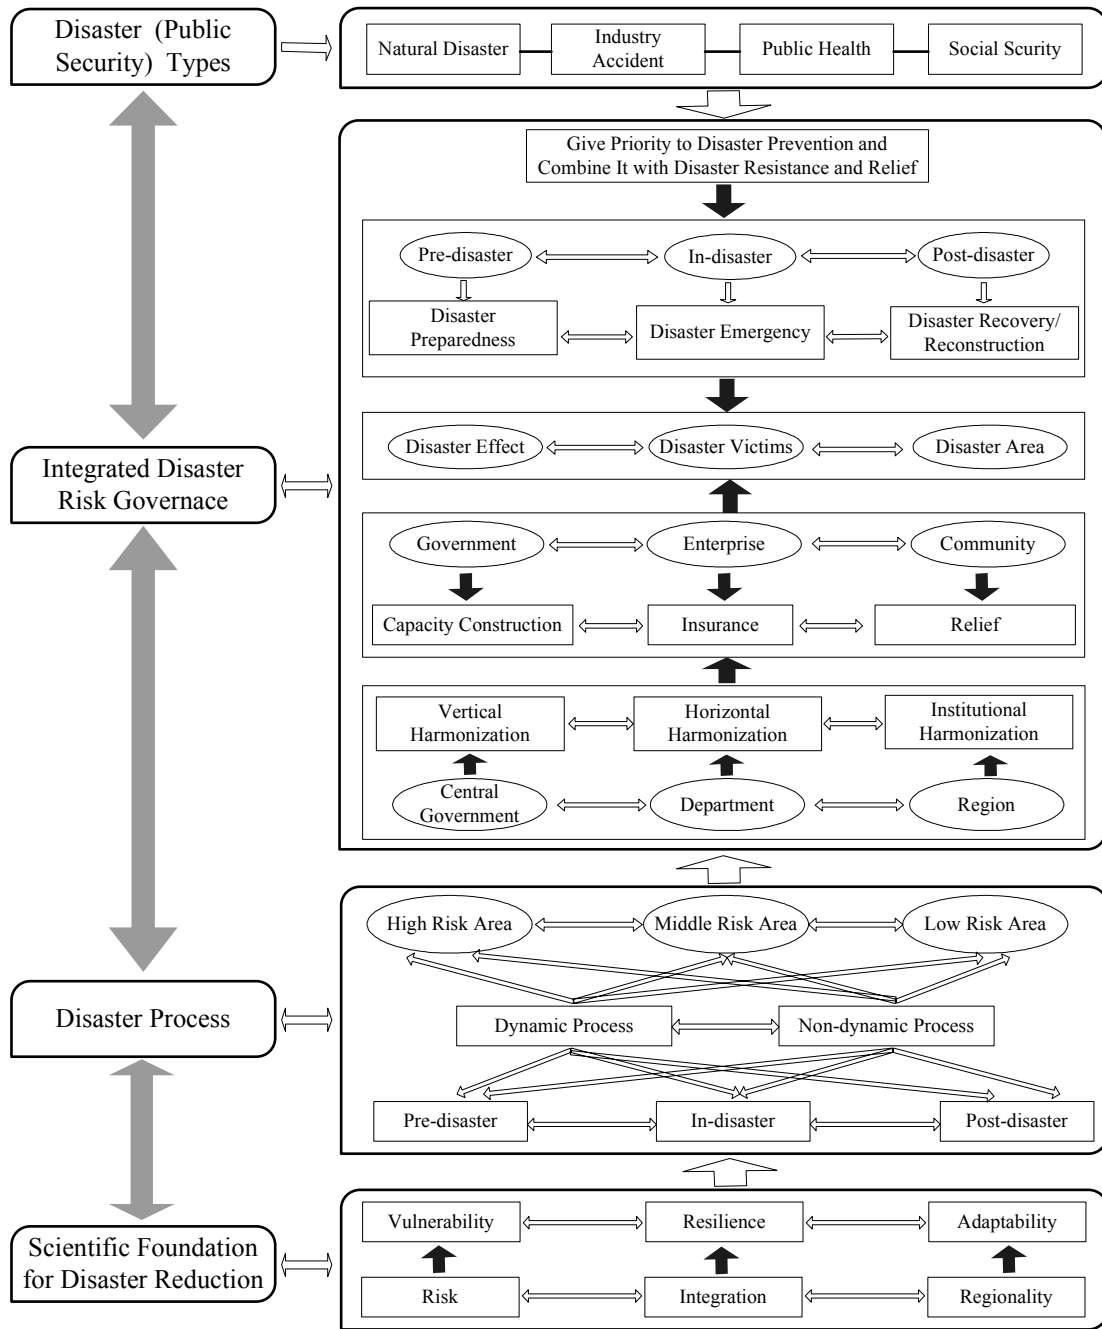 Disaster (Public
Security) Types
Natural Disaster
Industry
Accident
Public Health
Social Scurity
Give Priority to Disaster Prevention and
Combine It with Disaster Resistance and Relief
Pre-disaster
In-disaster
Post-disaster
Disaster
Preparedness
Disaster Emergency
Disaster Recovery/
Reconstruction
Disaster Effect
Disaster Victims
Disaster Area
Integrated Disaster
Risk Governace
Government
Enterprise
Community
Capacity Construction
Insurance
Relief
Vertical
Harmonization
Horizontal
Harmonization
Institutional
Harmonization
Central
Government
Department
Region
High Risk Area
Middle Risk Area
Low Risk Area
Disaster Process
Dynamic Process
Non-dynamic Process
Pre-disaster
In-disaster
Post-disaster
Scientific Foundation
for Disaster Reduction
Vulnerability
Resilience
Adaptability
Risk
Integration
Regionality